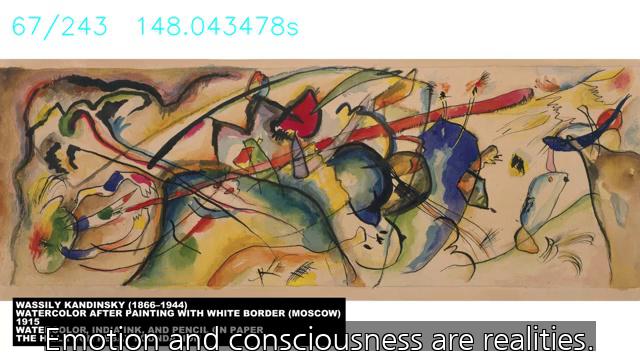 67/243 148.043478s
WASSILY KANDINSKY (1866–1944)
WATERCOLOR AFTER PAINTING WITH WHITE BORDER (MOSCOW)
1915
WATERCOLOR, INDIA INK, AND PENCIL ON PAPER
THE
Emotion and consciousness are realities.